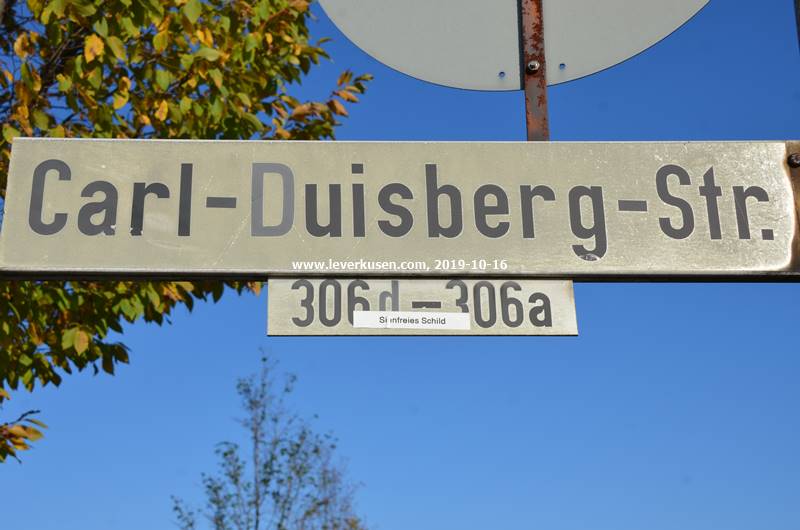 Carl-Duisberg-Str.
www.leverkusen.com, 2019-10-16
306d-306a
Sinnfreies Schild